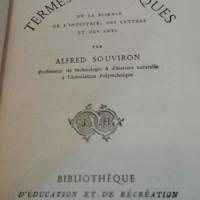 TERMES
DE LA SCIENCE
DE L'INDUSTRIE, DES LETTRES
ET DES ARTS
PAR
ALFRED SOUVIRON
Professeur de technologie & d'histoire naturelle
à l'Association Polytechnique
J H
BIBLIOTHÈQUE
D'ÉDUCATION ET DE RÉCRÉATION